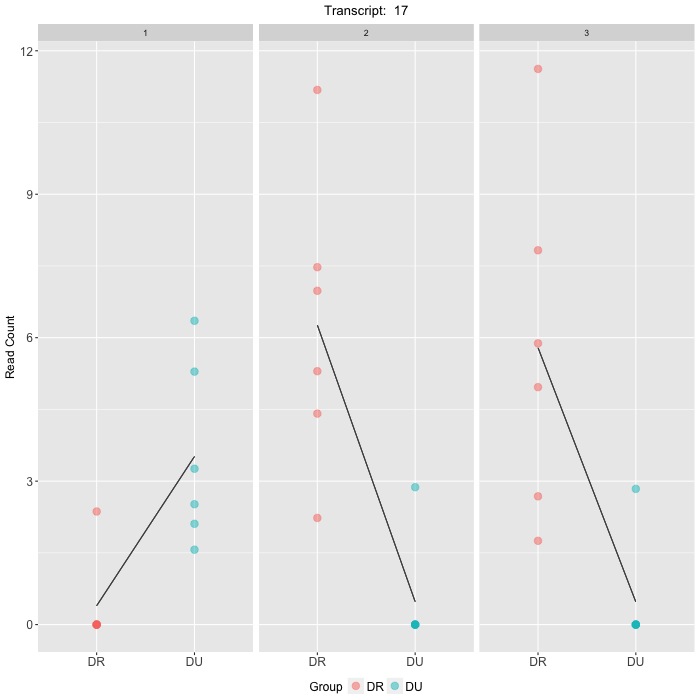 Transcript:  17
1 2 3
12
9
6
3
0
Read Count
DR DU DR DU DR DU
Group DR DU